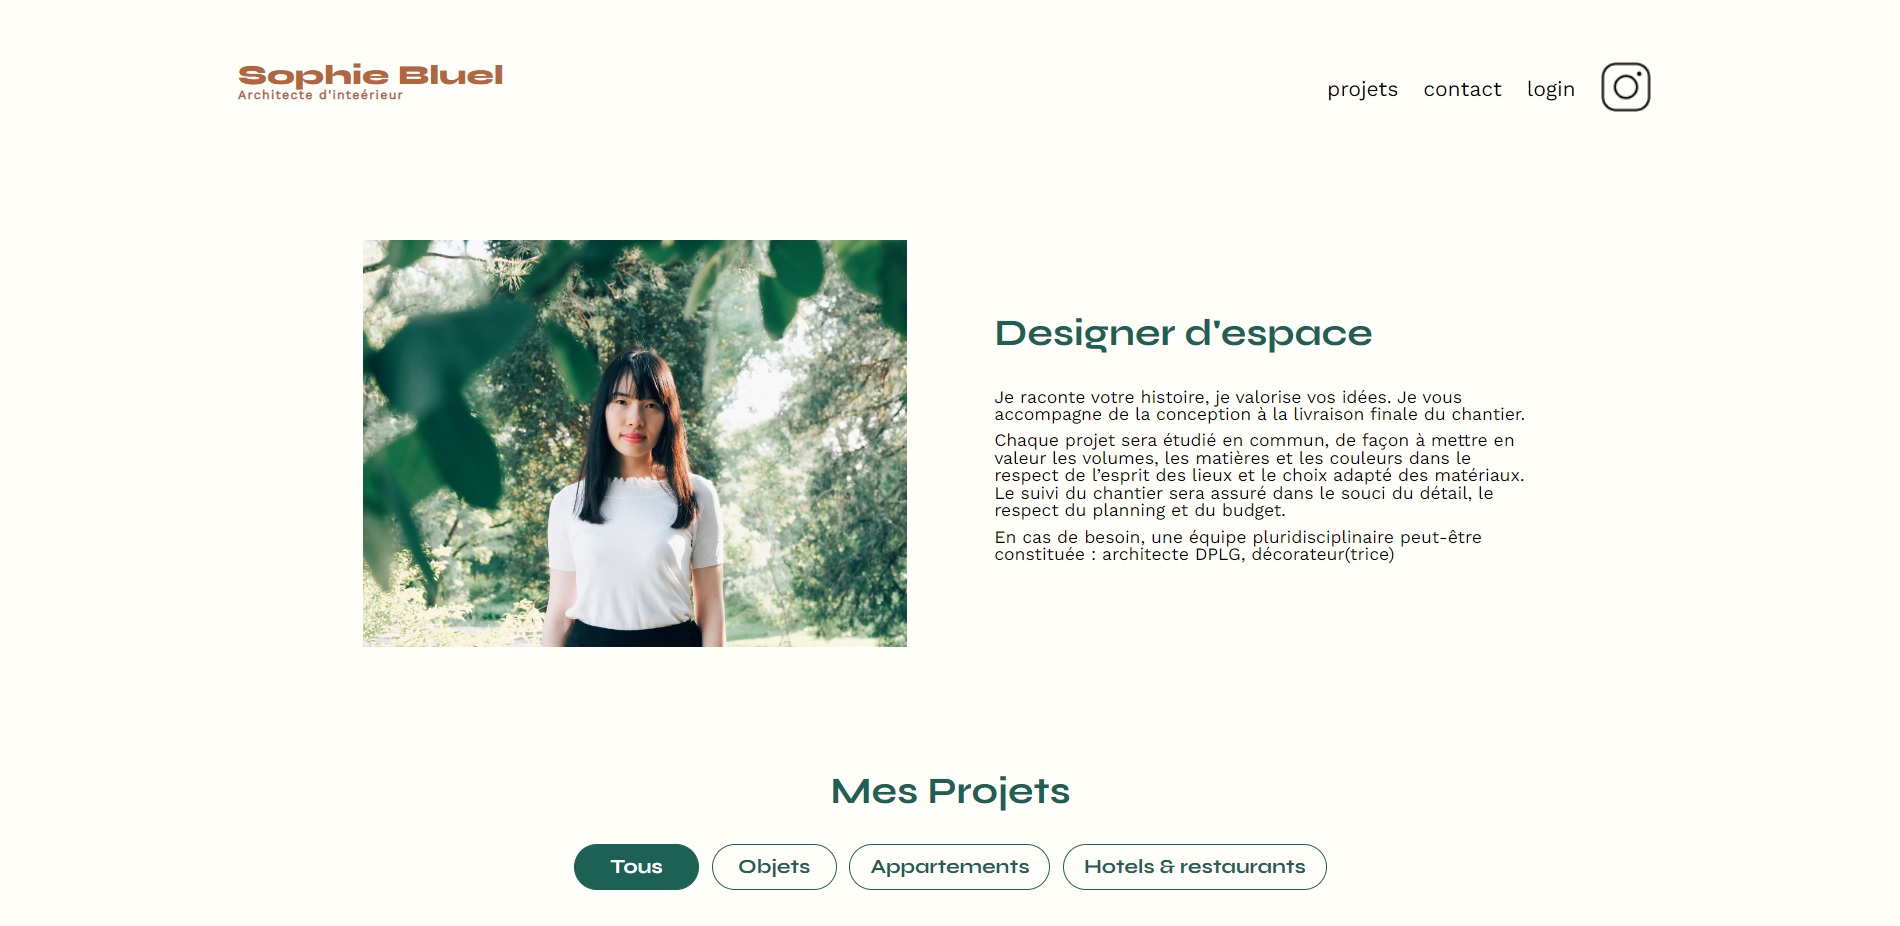 Sophie Bluel
Architecte d'inteérieur
projets contact login
Designer d'espace
Je raconte votre histoire, je valorise vos idées. Je vous
accompagne de la conception à la livraison finale du chantier.
Chaque projet sera étudié en commun, de façon à mettre en
valeur les volumes, les matières et les couleurs dans le
respect de l’esprit des lieux et le choix adapté des matériaux.
Le suivi du chantier sera assuré dans le souci du détail, le
respect du planning et du budget.
En cas de besoin, une équipe pluridisciplinaire peut-être
constituée : architecte DPLG, décorateur(trice)
Mes Projets
Tous Objets Appartements Hotels & restaurants